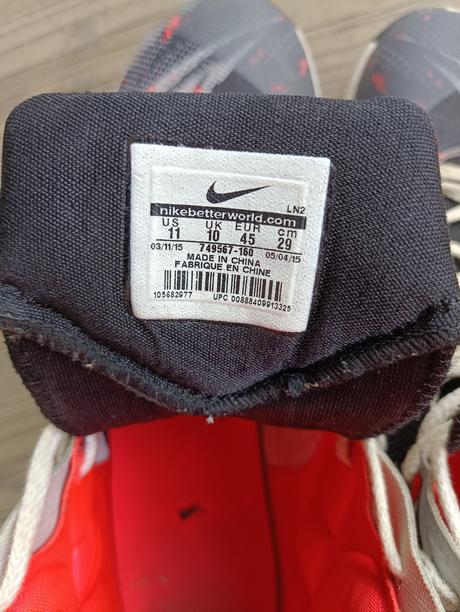 LN2
nikebetterworld.com
US UK EUR cm
11 10 45 29
03/11/15 749567-160 05/04/15
MADE IN CHINA
FABRIQUE EN CHINE
105682977 UPC 00888409913325